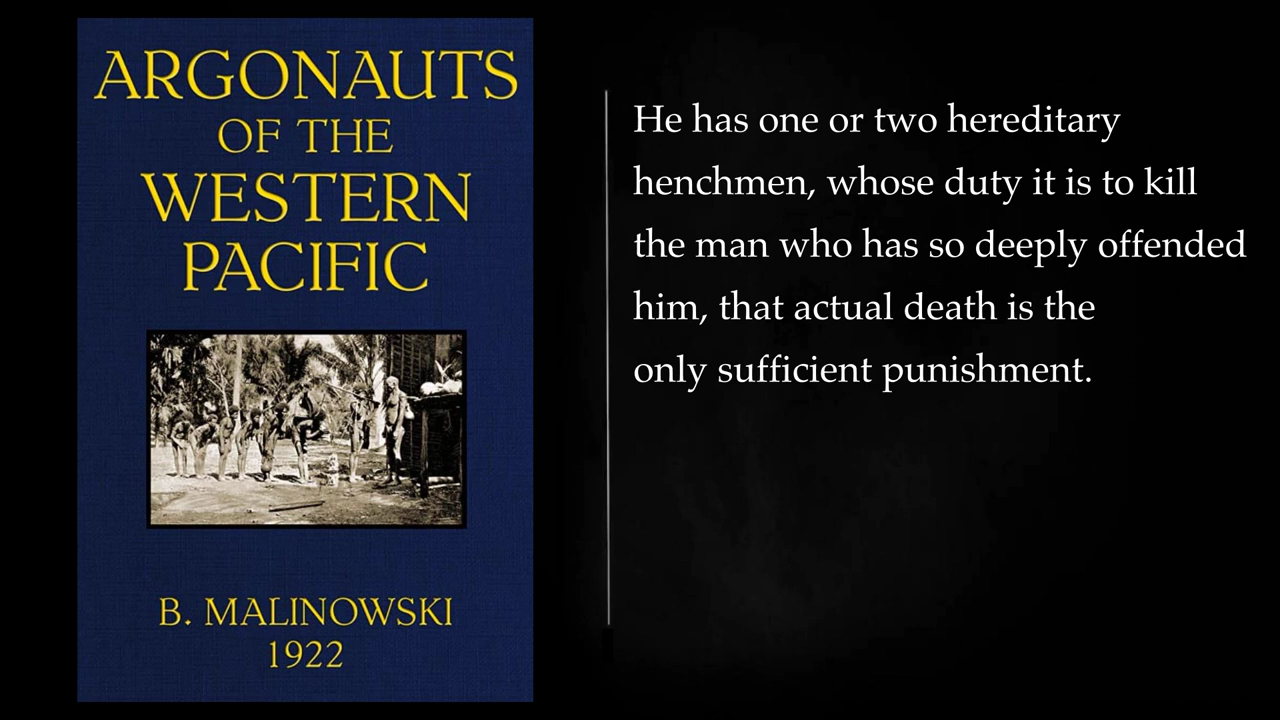 ARGONAUTS
OF THE
WESTERN
PACIFIC
B. MALINOWSKI
1922
He has one or two hereditary
henchmen, whose duty it is to kill
the man who has so deeply offended
him, that actual death is the
only sufficient punishment.